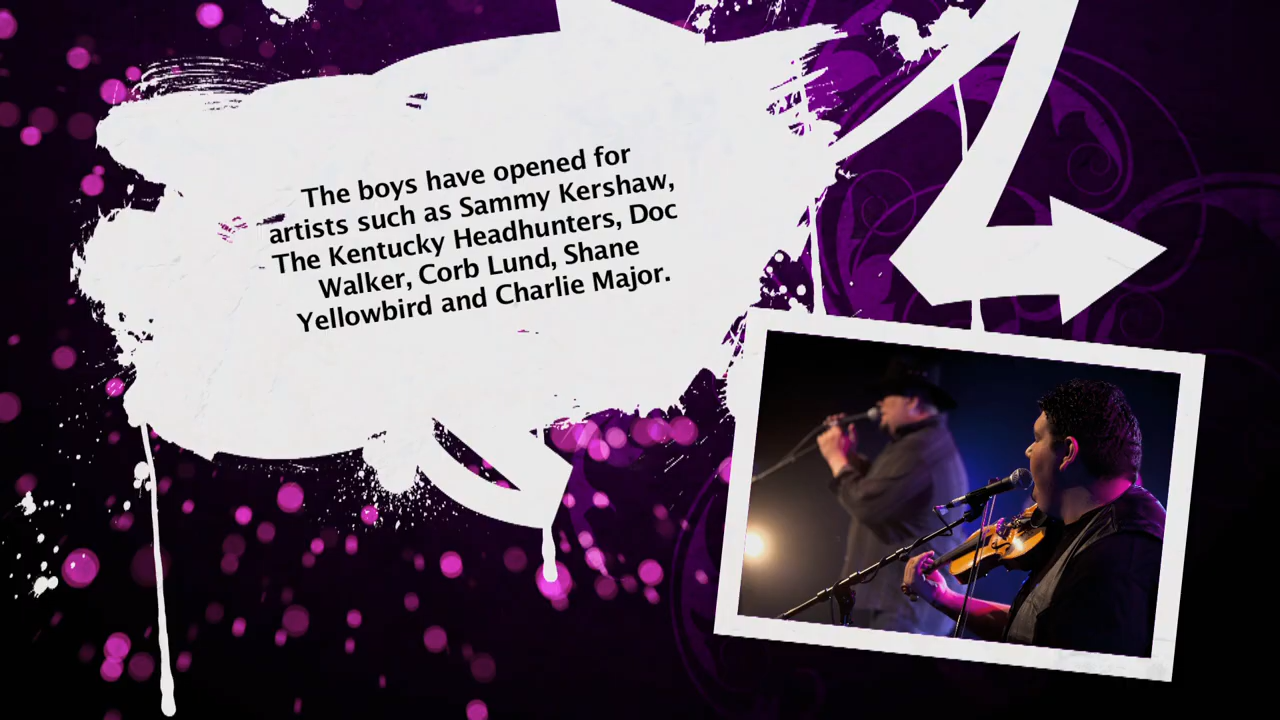 The boys have opened for
artists such as Sammy Kershaw,
The Kentucky Headhunters, Doc
Walker, Corb Lund, Shane
Yellowbird and Charlie Major.